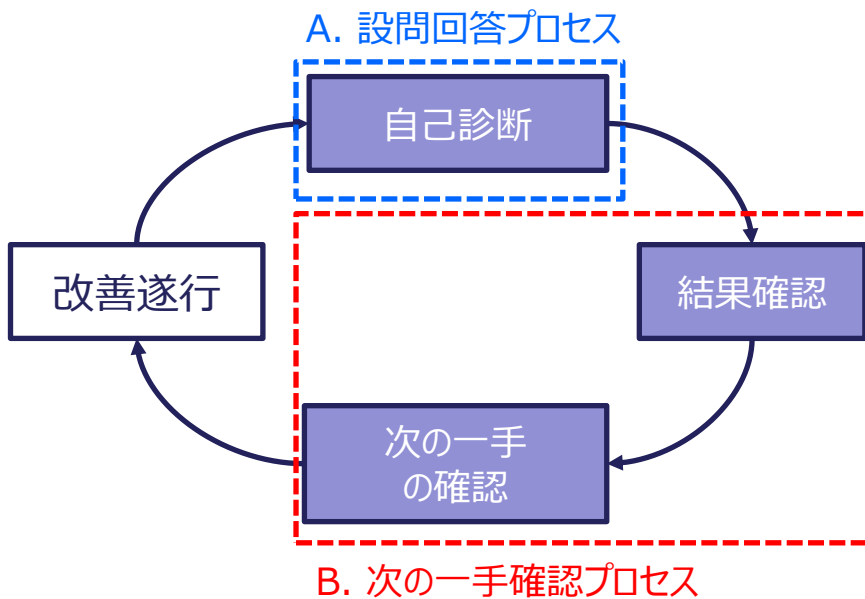 A. 設問回答プロセス
自己診断
改善遂行
結果確認
次の一手
の確認
B. 次の一手確認プロセス